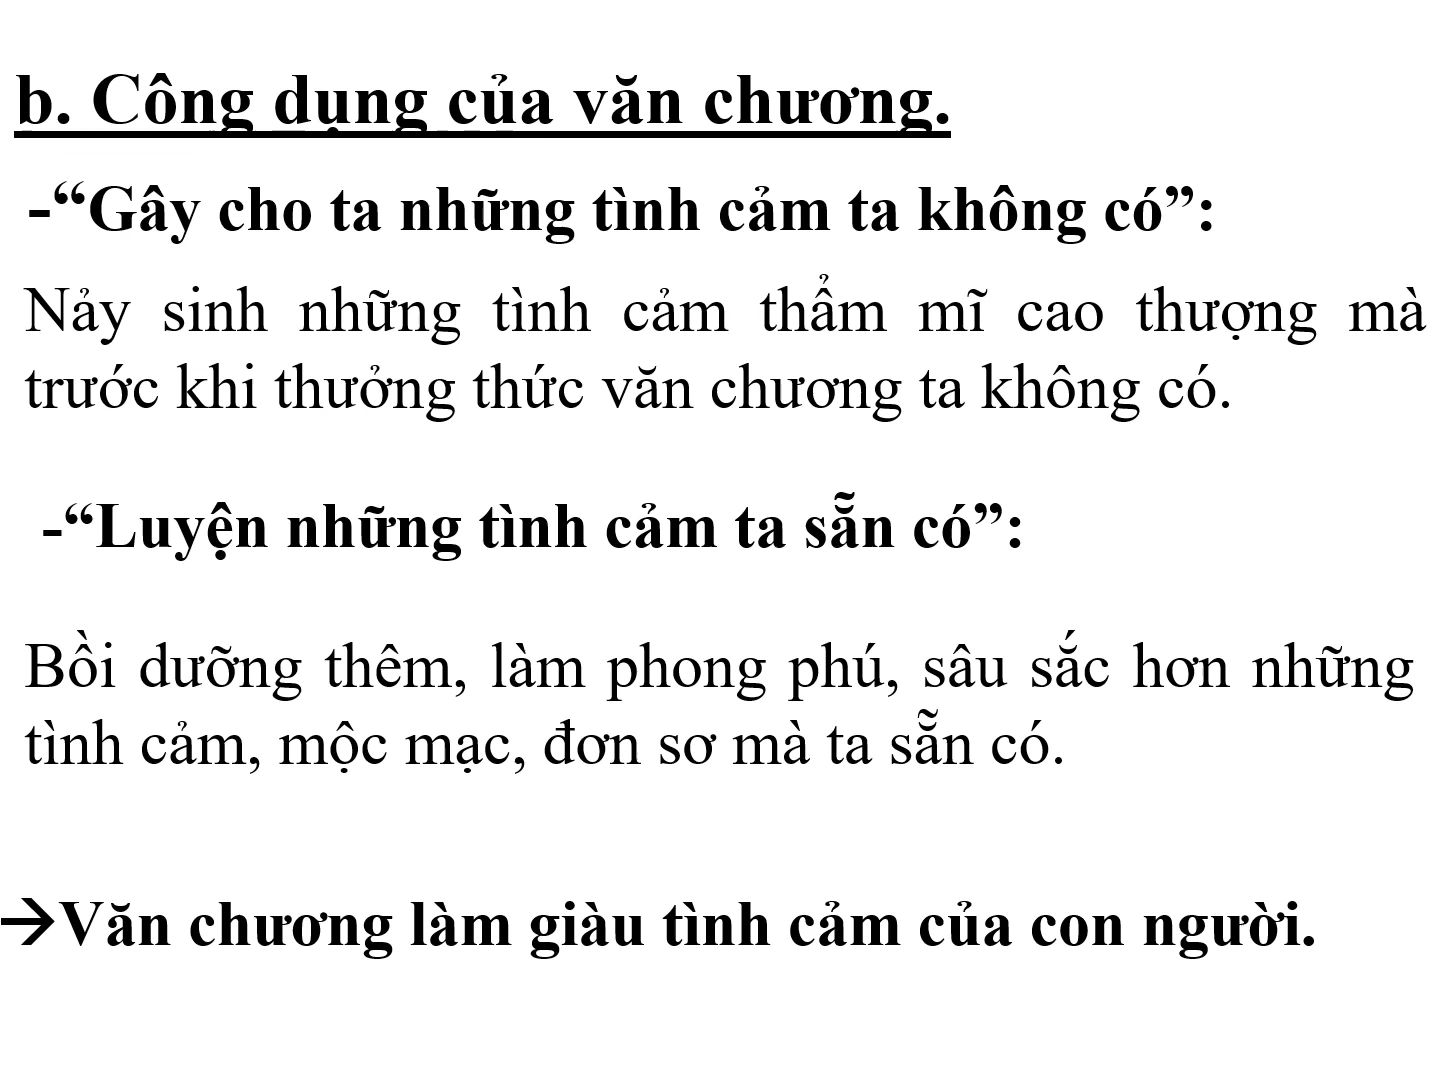 b. Công dụng của văn chương.
-“Gây cho ta những tình cảm ta không có”:
Nảy sinh những tình cảm thẩm mĩ cao thượng mà
trước khi thưởng thức văn chương ta không có.
-“Luyện những tình cảm ta sẵn có”:
Bồi dưỡng thêm, làm phong phú, sâu sắc hơn những
tình cảm, mộc mạc, đơn sơ mà ta sẵn có.
→Văn chương làm giàu tình cảm của con người.